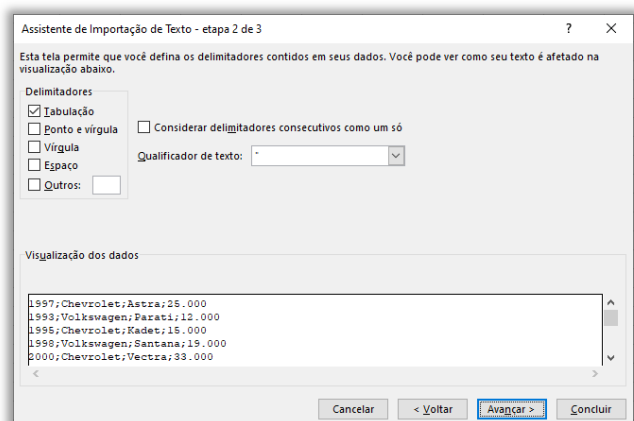 Assistente de Importação de Texto - etapa 2 de 3 ? ×
Esta tela permite que você defina os delimitadores contidos em seus dados. Você pode ver como seu texto é afetado na
visualização abaixo.
Delimitadores
Tabulação
Ponto e vírgula
Vírgula
Espaço
Outros:
Considerar delimitadores consecutivos como um só
Qualificador de texto: "
Visualização dos dados
1997;Chevrolet;Astra;25.000
1993;Volkswagen;Parati;12.000
1995;Chevrolet;Kadet;15.000
1998;Volkswagen;Santana;19.000
2000;Chevrolet;Vectra;33.000
Cancelar < Voltar Avançar > Concluir